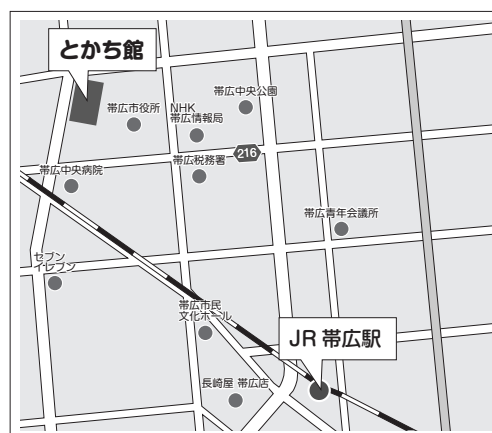 とかち館
帯広市役所
NHK
帯広情報局
帯広中央公園
216
帯広税務署
帯広中央病院
帯広青年会議所
セブン
イレブン
帯広市民
文化ホール
JR 帯広駅
長崎屋 帯広店